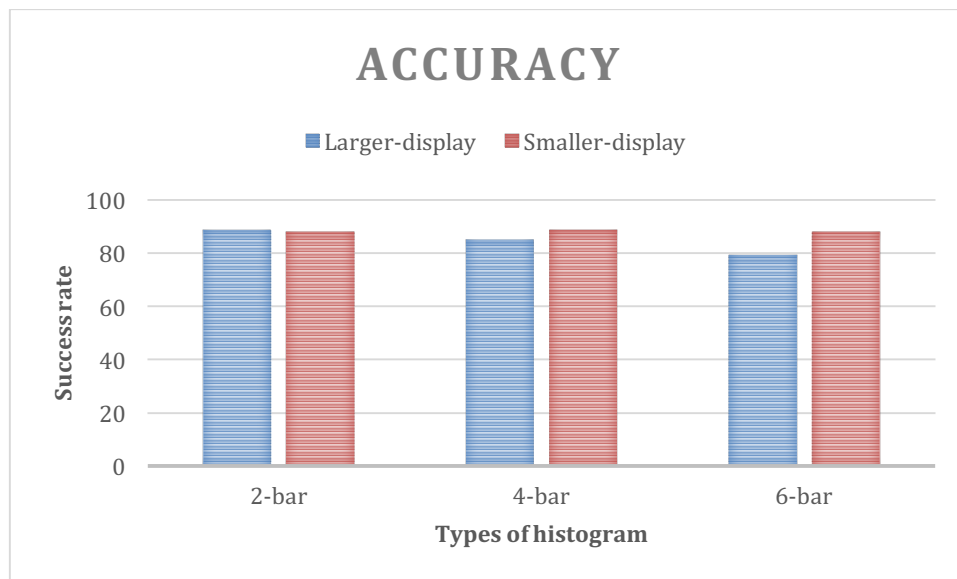 ACCURACY
Larger-display Smaller-display
100
80
60
40
20
0
Success rate
2-bar 4-bar 6-bar
Types of histogram